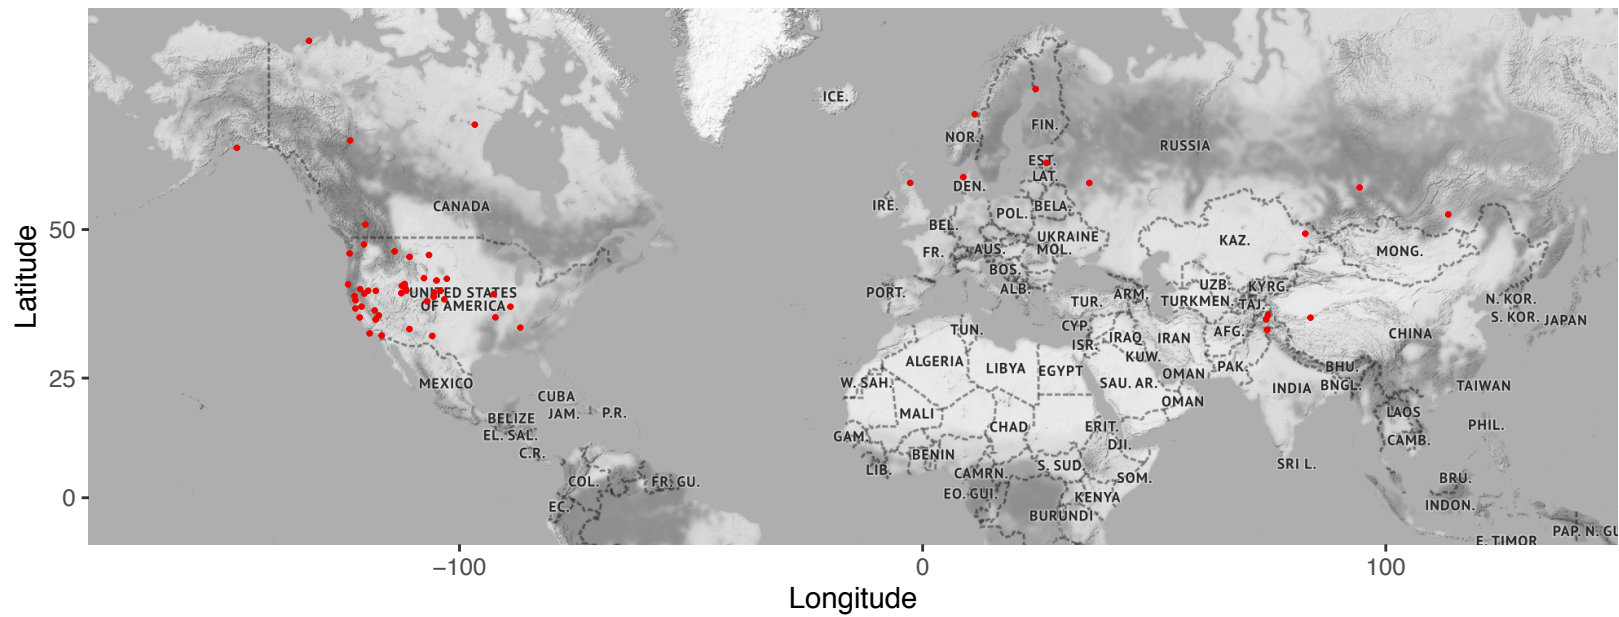 ICE.
NOR.
FIN.
RUSSIA
EST.
LAT.
DEN.
IRE.
CANADA
BEL.
POL.
BELA.
FR.
AUS.
UKRAINE
MOL.
BOS.
ALB.
PORT.
KAZ.
MONG.
UNITED STATES
OF AMERICA
TUR.
ARM.
UZB.
TURKMEN.
KYRG.
TAJ.
N. KOR.
S. KOR.
JAPAN
CHINA
TUN.
CYP.
ISR.
IRAQ
KUW.
IRAN
AFG.
PAK.
ALGERIA
LIBYA
EGYPT
SAU. AR.
OMAN
OMAN
INDIA
BHU.
BNGL.
TAIWAN
W. SAH.
MEXICO
CUBA
JAM.
P.R.
BELIZE
EL. SAL.
C.R.
MALI
CHAD
ERIT.
DJI.
LAOS
CAMB.
PHIL.
GAM.
LIB.
BENIN
CAMRN.
S. SUD.
SOM.
SRI L.
COL.
FR. GU.
EC.
EQ. GUI.
KENYA
BURUNDI
BRU.
INDON.
E. TIMOR
PAP. N. GU
50
25
0
Latitude
−100
0
100
Longitude